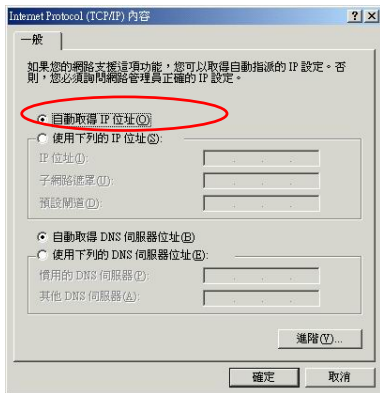 Internet Protocol (TCP/IP) 內容
一般
如果您的網路支援這項功能，您可以取得自動指派的 IP 設定。否
則，您必須詢問網路管理員正確的 IP 設定。
自動取得 IP 位址(O)
使用下列的 IP 位址(S):
IP 位址(I):
子網路遮罩(U):
預設閘道(D):
自動取得 DNS 伺服器位址(B)
使用下列的 DNS 伺服器位址(E):
慣用的 DNS 伺服器(P):
其他 DNS 伺服器(A):
進階(V)...
確定
取消